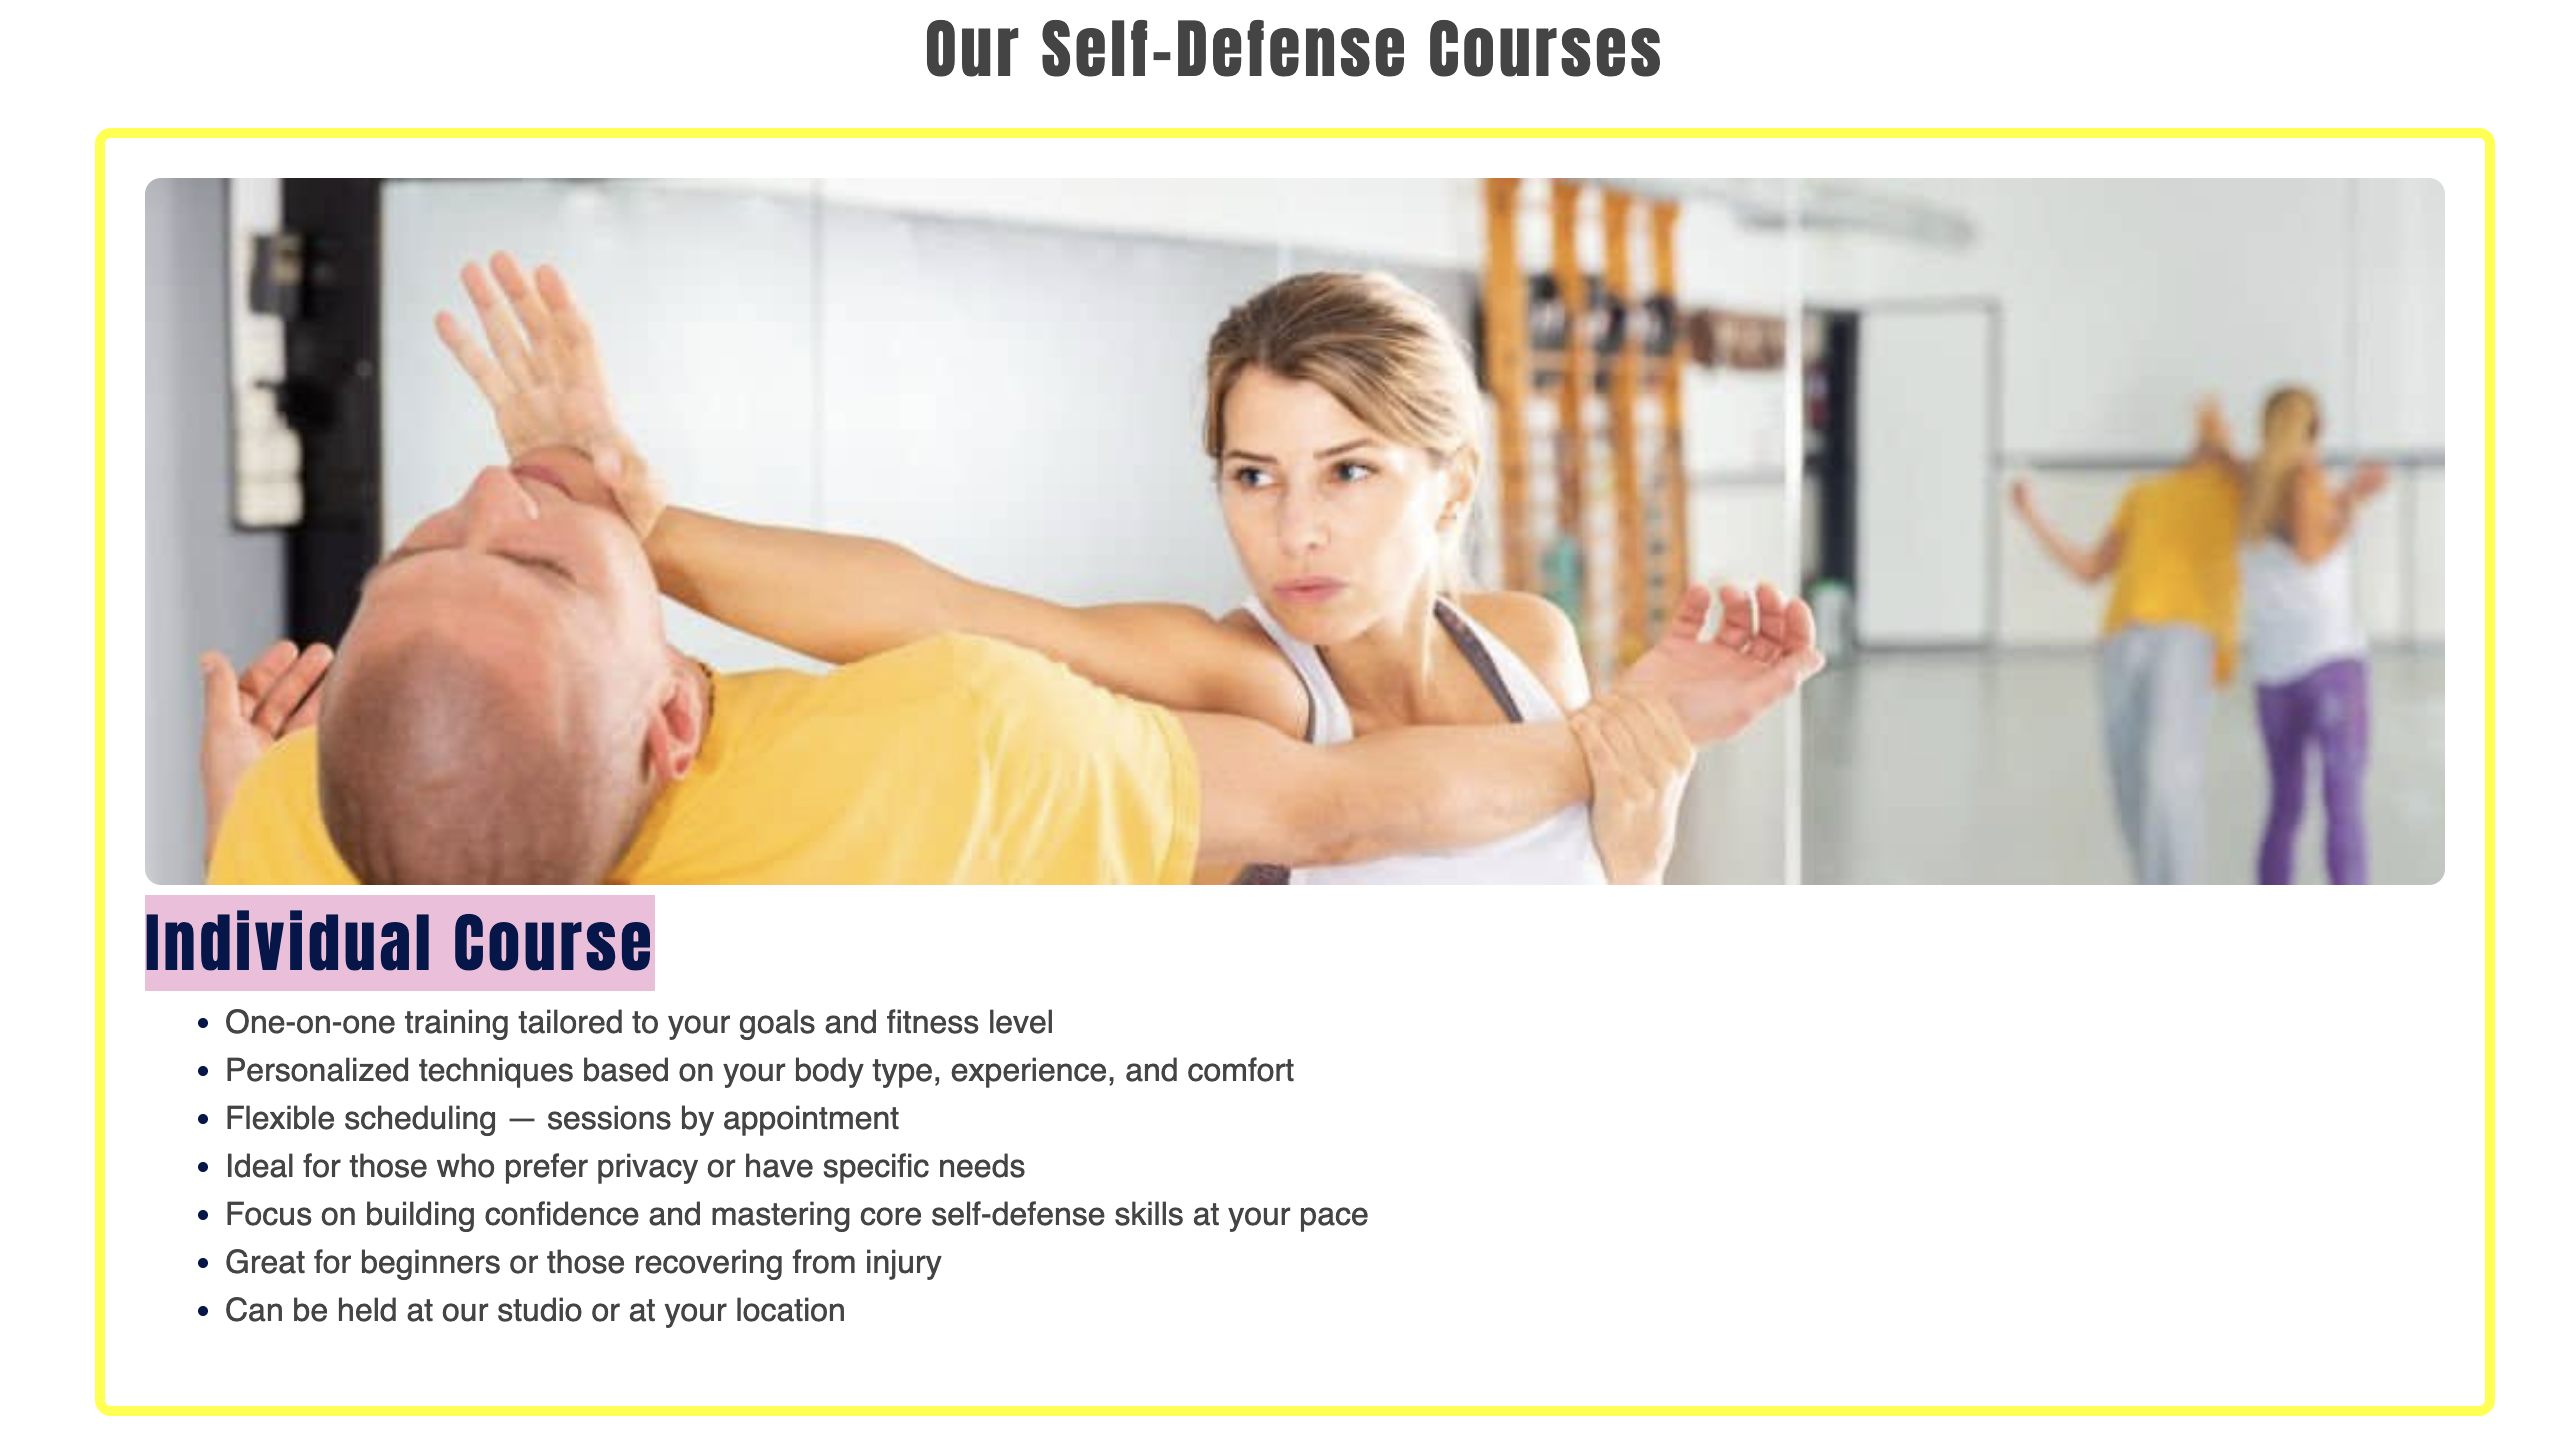 Our Self-Defense Courses
Individual Course
One-on-one training tailored to your goals and fitness level
Personalized techniques based on your body type, experience, and comfort
Flexible scheduling — sessions by appointment
Ideal for those who prefer privacy or have specific needs
Focus on building confidence and mastering core self-defense skills at your pace
Great for beginners or those recovering from injury
Can be held at our studio or at your location